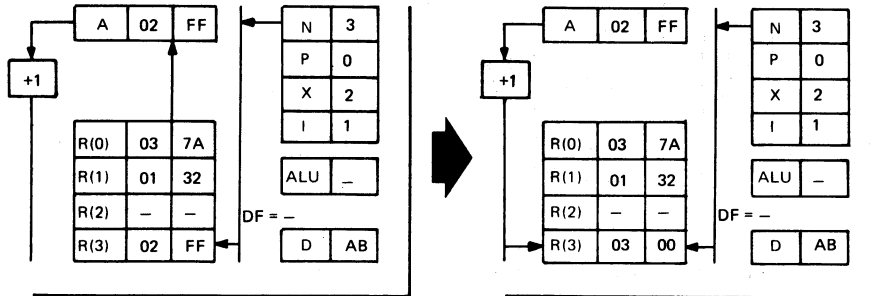 A 02 FF
N 3
+1
P 0
X 2
I 1
R(0) 03 7A
R(1) 01 32
R(2) – –
R(3) 02 FF
ALU –
DF = –
D AB
A 02 FF
N 3
+1
P 0
X 2
I 1
R(0) 03 7A
R(1) 01 32
R(2) – –
R(3) 03 00
ALU –
DF = –
D AB